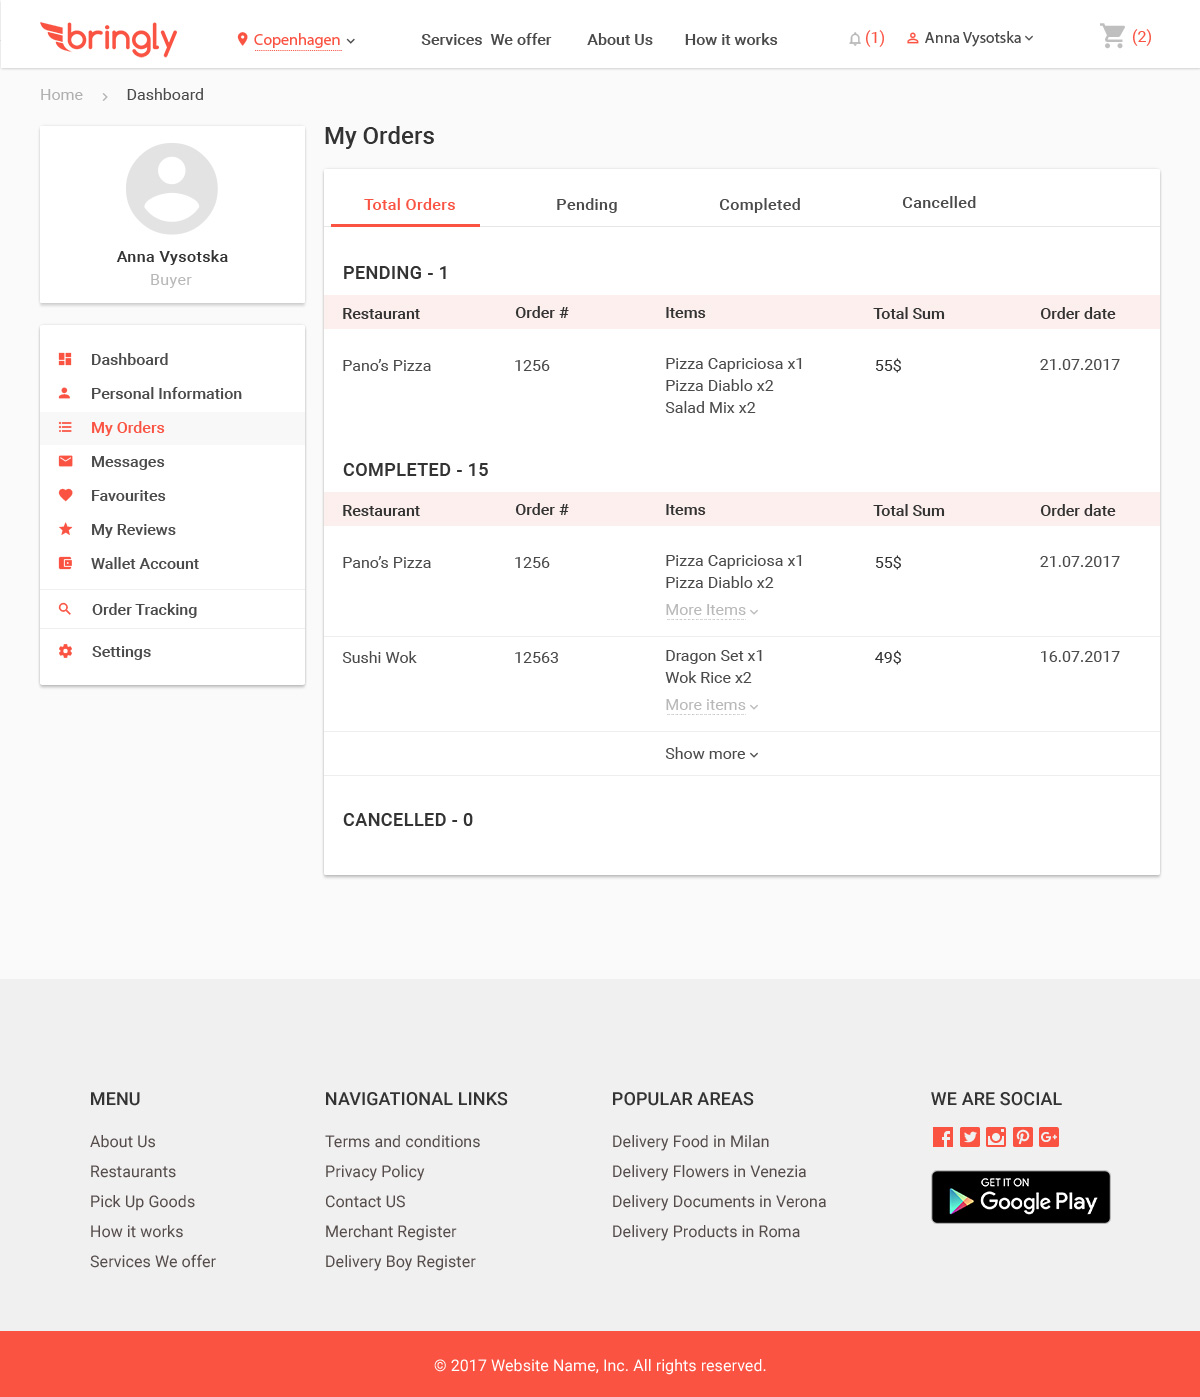 bringly Copenhagen Services We offer About Us How it works (1) Anna Vysotska (2)
Home > Dashboard
My Orders
Anna Vysotska
Buyer
Dashboard
Personal Information
My Orders
Messages
Favourites
My Reviews
Wallet Account
Order Tracking
Settings
Total Orders Pending Completed Cancelled
PENDING - 1
Restaurant Order # Items Total Sum Order date
Pano’s Pizza 1256 Pizza Capriciosa x1 55$ 21.07.2017
Pizza Diablo x2
Salad Mix x2
COMPLETED - 15
Restaurant Order # Items Total Sum Order date
Pano’s Pizza 1256 Pizza Capriciosa x1 55$ 21.07.2017
Pizza Diablo x2
More Items
Sushi Wok 12563 Dragon Set x1 49$ 16.07.2017
Wok Rice x2
More items
Show more
CANCELLED - 0
MENU
About Us
Restaurants
Pick Up Goods
How it works
Services We offer
NAVIGATIONAL LINKS
Terms and conditions
Privacy Policy
Contact US
Merchant Register
Delivery Boy Register
POPULAR AREAS
Delivery Food in Milan
Delivery Flowers in Venezia
Delivery Documents in Verona
Delivery Products in Roma
WE ARE SOCIAL
G+
GET IT ON
Google Play
© 2017 Website Name, Inc. All rights reserved.